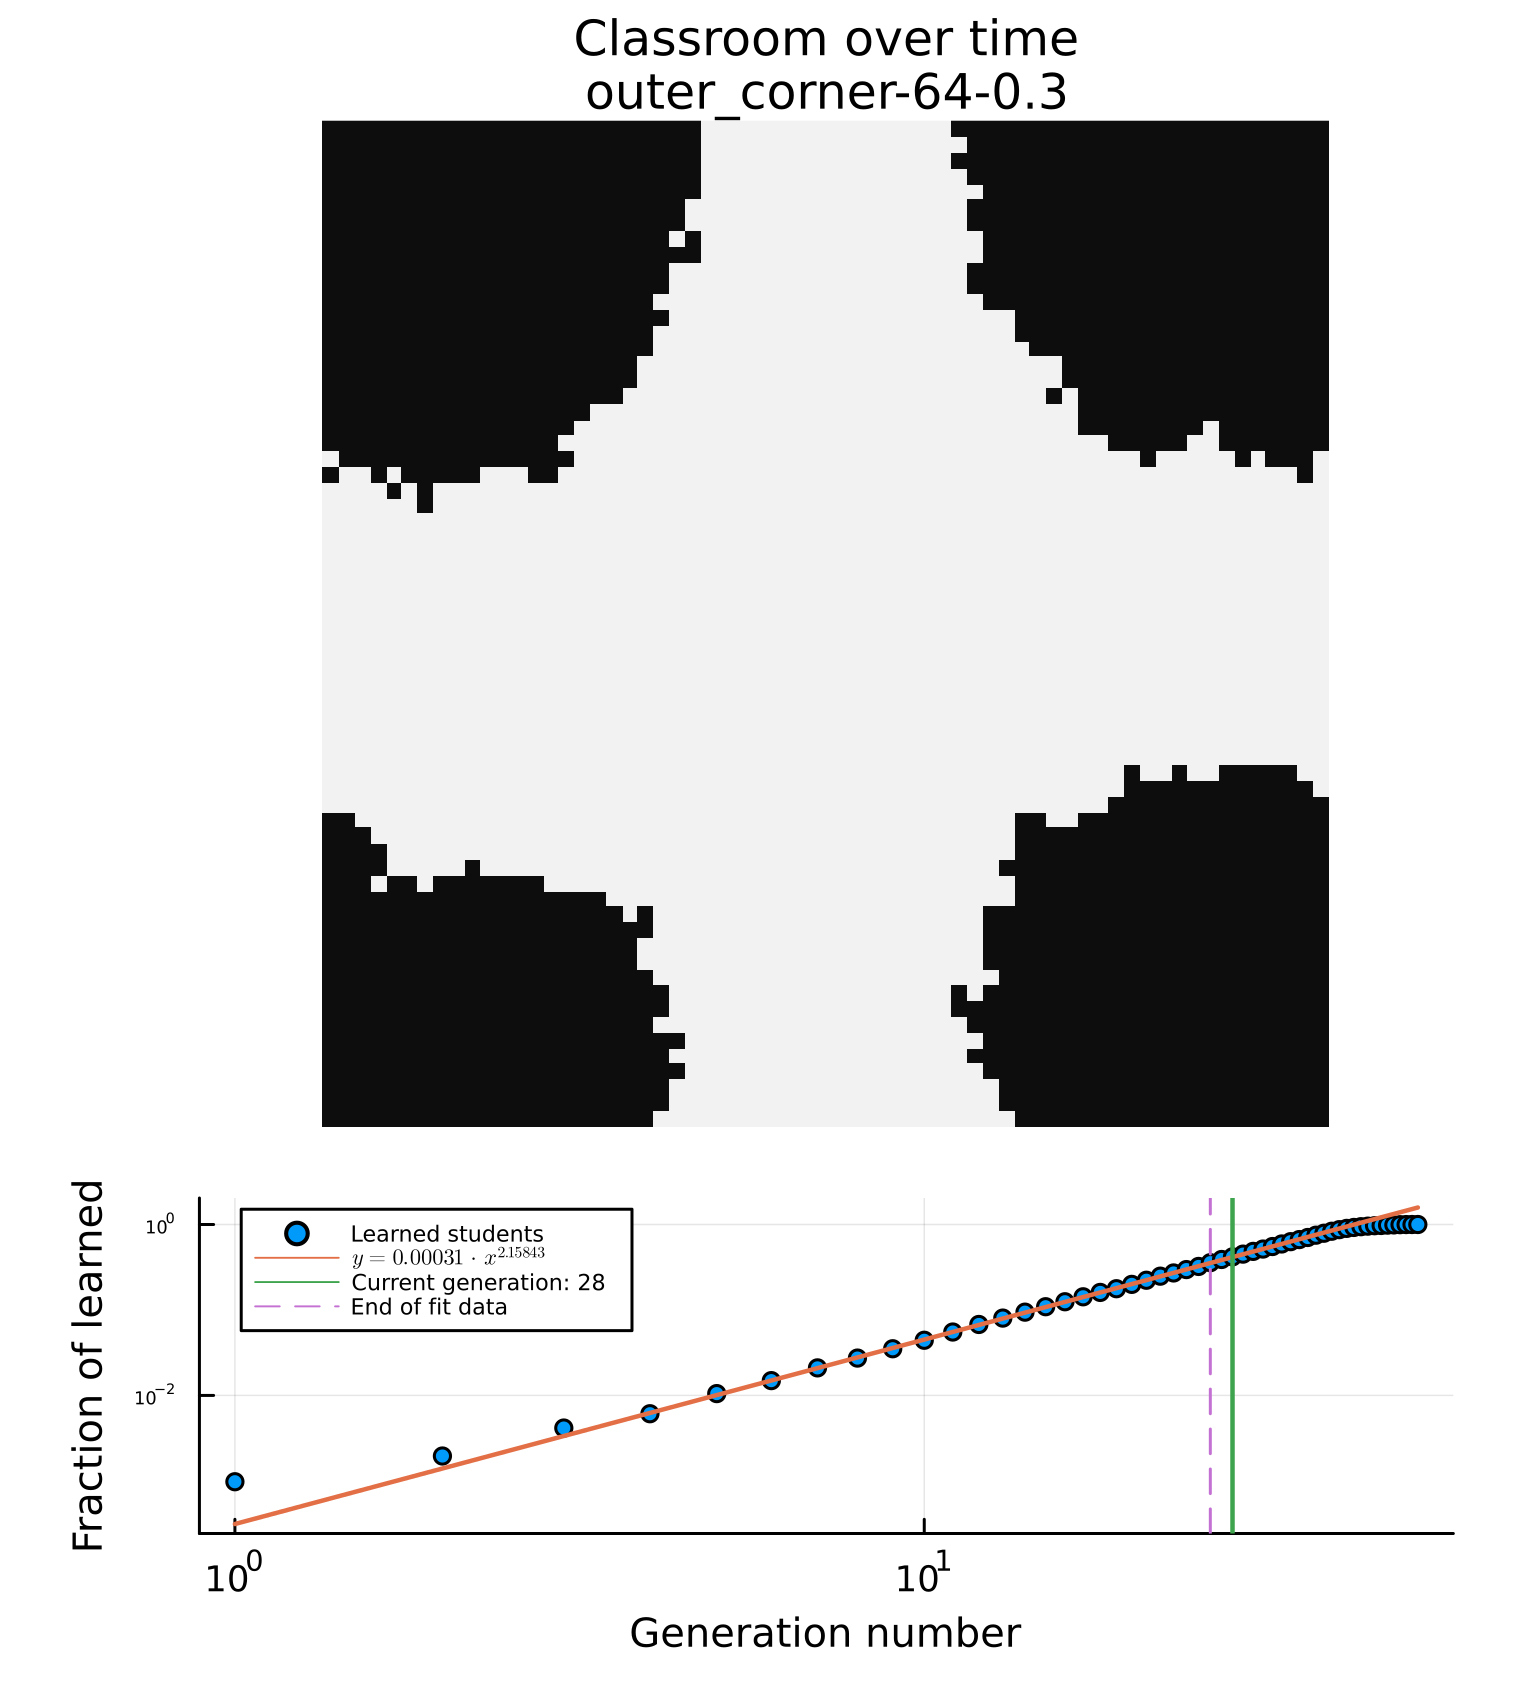 Classroom over time
outer_corner-64-0.3
Fraction of learned
10^0
10^−2
Learned students
y = 0.00031 · x^2.15843
Current generation: 28
End of fit data
10^0
10^1
Generation number